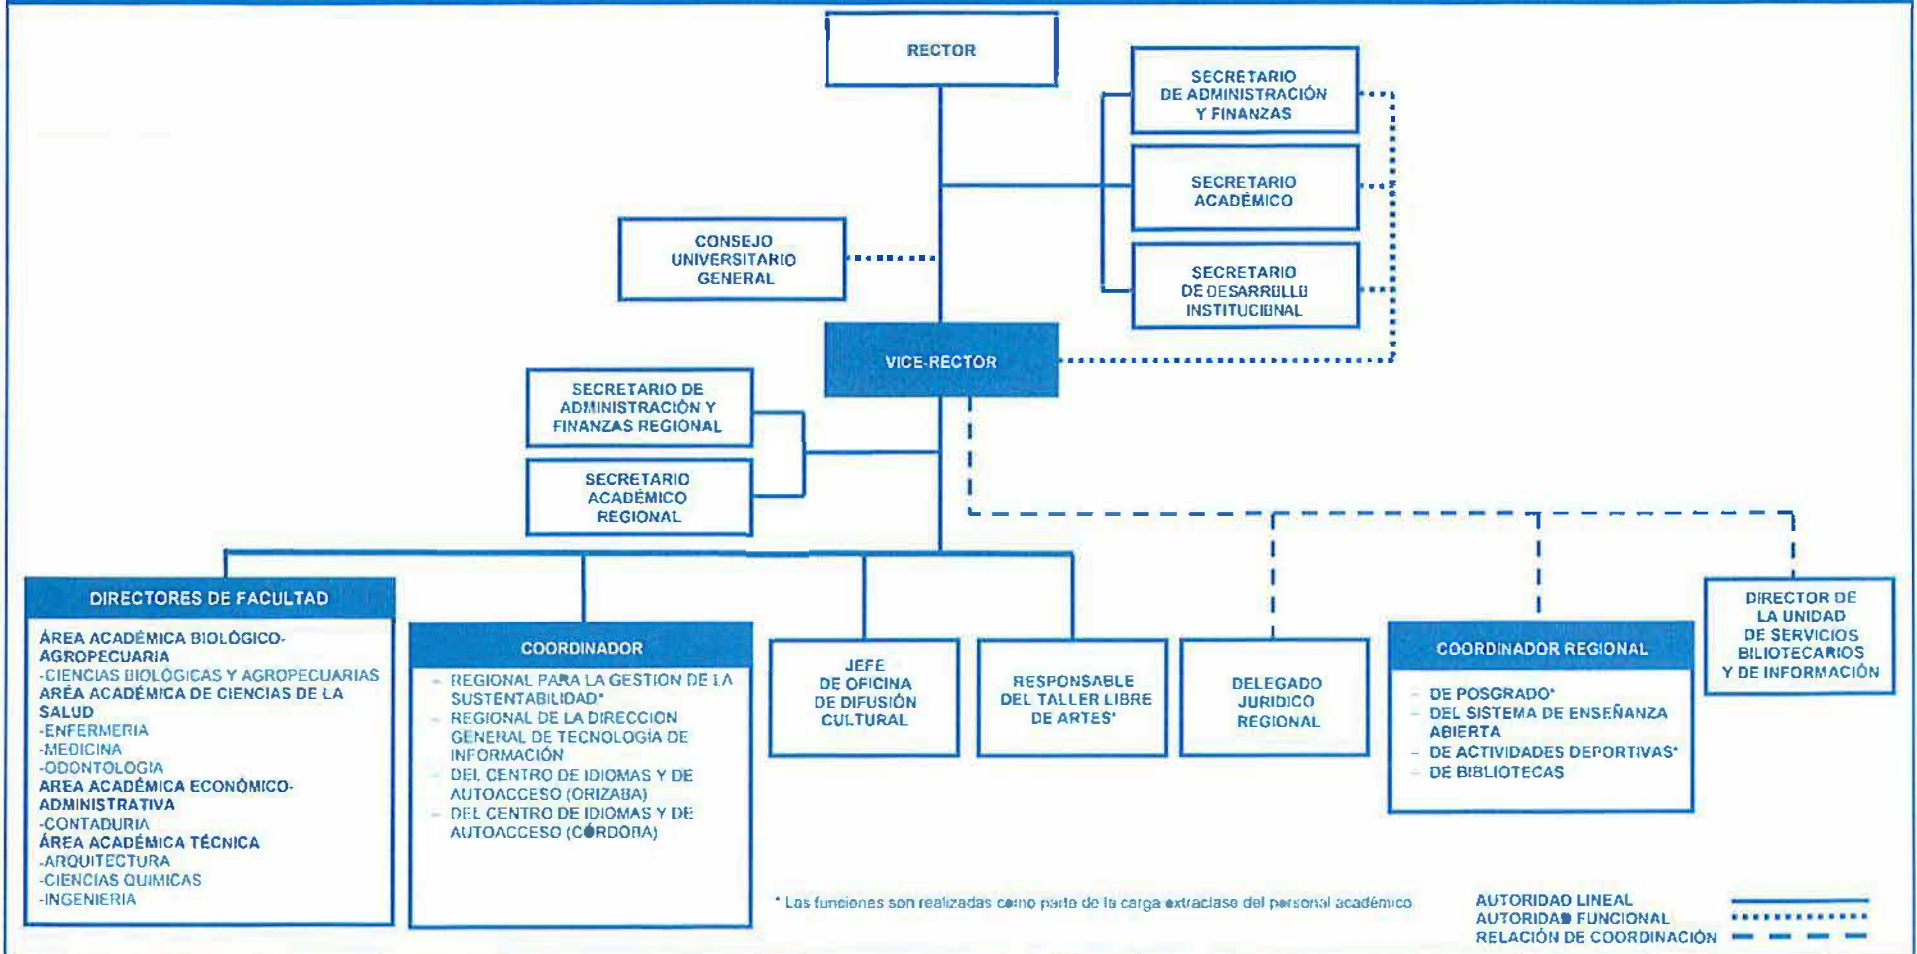 RECTOR
SECRETARIO
DE ADMINISTRACIÓN
Y FINANZAS
SECRETARIO
ACADÉMICO
CONSEJO
UNIVERSITARIO
GENERAL
SECRETARIO
DE DESARROLLO
INSTITUCIONAL
VICE-RECTOR
SECRETARIO DE
ADMINISTRACIÓN Y
FINANZAS REGIONAL
SECRETARIO
ACADÉMICO
REGIONAL
DIRECTORES DE FACULTAD
ÁREA ACADÉMICA BIOLÓGICO-
AGROPECUARIA
-CIENCIAS BIOLÓGICAS Y AGROPECUARIAS
AREA ACADÉMICA DE CIENCIAS DE LA
SALUD
-ENFERMERIA
-MEDICINA
-ODONTOLOGIA
AREA ACADÉMICA ECONÓMICO-
ADMINISTRATIVA
-CONTADURIA
ÁREA ACADÉMICA TÉCNICA
-ARQUITECTURA
-CIENCIAS QUIMICAS
-INGENIERIA
COORDINADOR
– REGIONAL PARA LA GESTION DE LA
SUSTENTABILIDAD*
– REGIONAL DE LA DIRECCION
GENERAL DE TECNOLOGÍA DE
INFORMACIÓN
– DEL CENTRO DE IDIOMAS Y DE
AUTOACCESO (ORIZABA)
– DEL CENTRO DE IDIOMAS Y DE
AUTOACCESO (CÓRDOBA)
JEFE
DE OFICINA
DE DIFUSIÓN
CULTURAL
RESPONSABLE
DEL TALLER LIBRE
DE ARTES*
DELEGADO
JURÍDICO
REGIONAL
COORDINADOR REGIONAL
– DE POSGRADO*
– DEL SISTEMA DE ENSEÑANZA
ABIERTA
– DE ACTIVIDADES DEPORTIVAS*
– DE BIBLIOTECAS
DIRECTOR DE
LA UNIDAD
DE SERVICIOS
BILIOTECARIOS
Y DE INFORMACIÓN
* Las funciones son realizadas como parte de la carga extraclase del personal académico
AUTORIDAD LINEAL
AUTORIDAD FUNCIONAL
RELACIÓN DE COORDINACIÓN